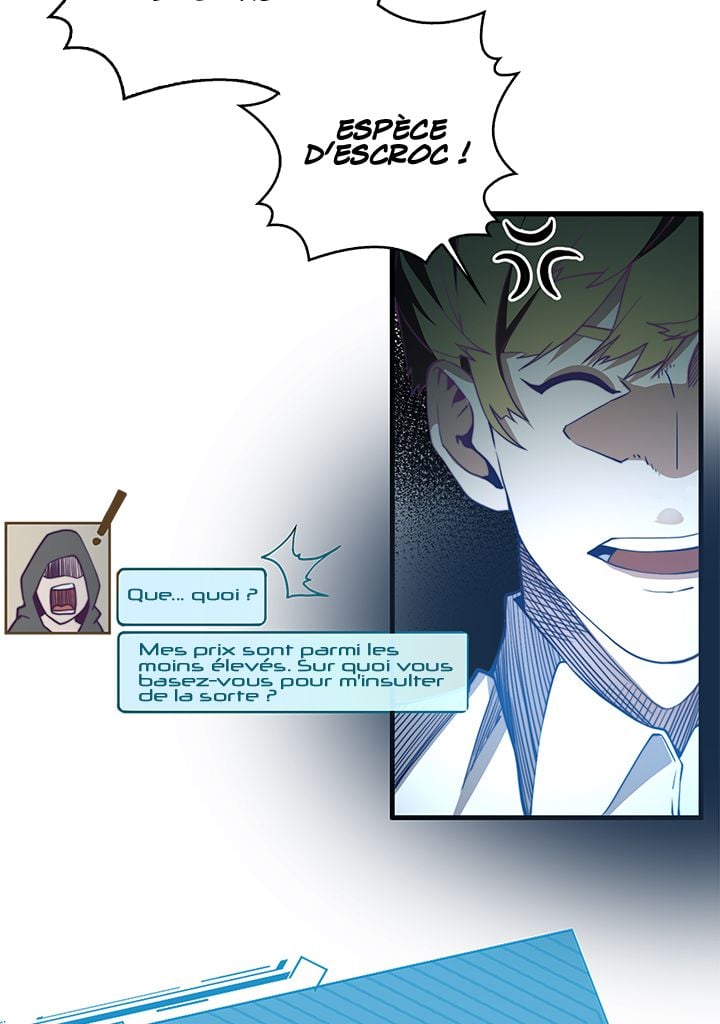 ESPÈCE
D'ESCROC !
Que... quoi ?
Mes prix sont parmi les
moins élevés. Sur quoi vous
basez-vous pour m'insulter
de la sorte ?